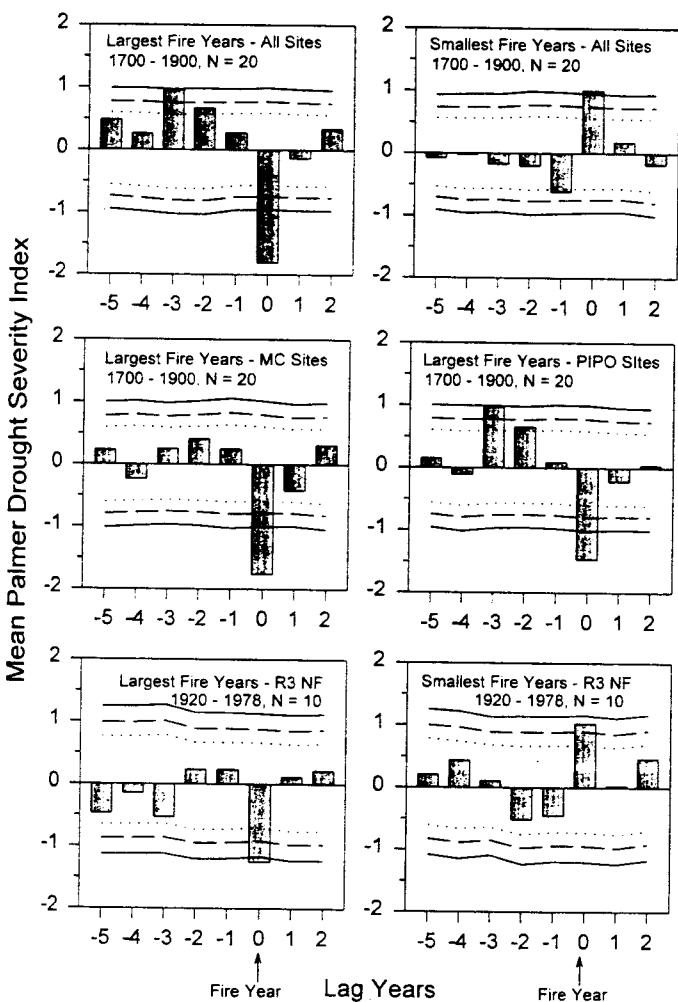 Mean Palmer Drought Severity Index
Largest Fire Years - All Sites
1700 - 1900, N = 20
2
1
0
-1
-2
-5 -4 -3 -2 -1 0 1 2
Smallest Fire Years - All Sites
1700 - 1900, N = 20
2
1
0
-1
-2
-5 -4 -3 -2 -1 0 1 2
Largest Fire Years - MC Sites
1700 - 1900, N = 20
2
1
0
-1
-2
-5 -4 -3 -2 -1 0 1 2
Largest Fire Years - PIPO SItes
1700 - 1900, N = 20
2
1
0
-1
-2
-5 -4 -3 -2 -1 0 1 2
Largest Fire Years - R3 NF
1920 - 1978, N = 10
2
1
0
-1
-2
-5 -4 -3 -2 -1 0 1 2
Smallest Fire Years - R3 NF
1920 - 1978, N = 10
2
1
0
-1
-2
-5 -4 -3 -2 -1 0 1 2
Fire Year
Lag Years
Fire Year